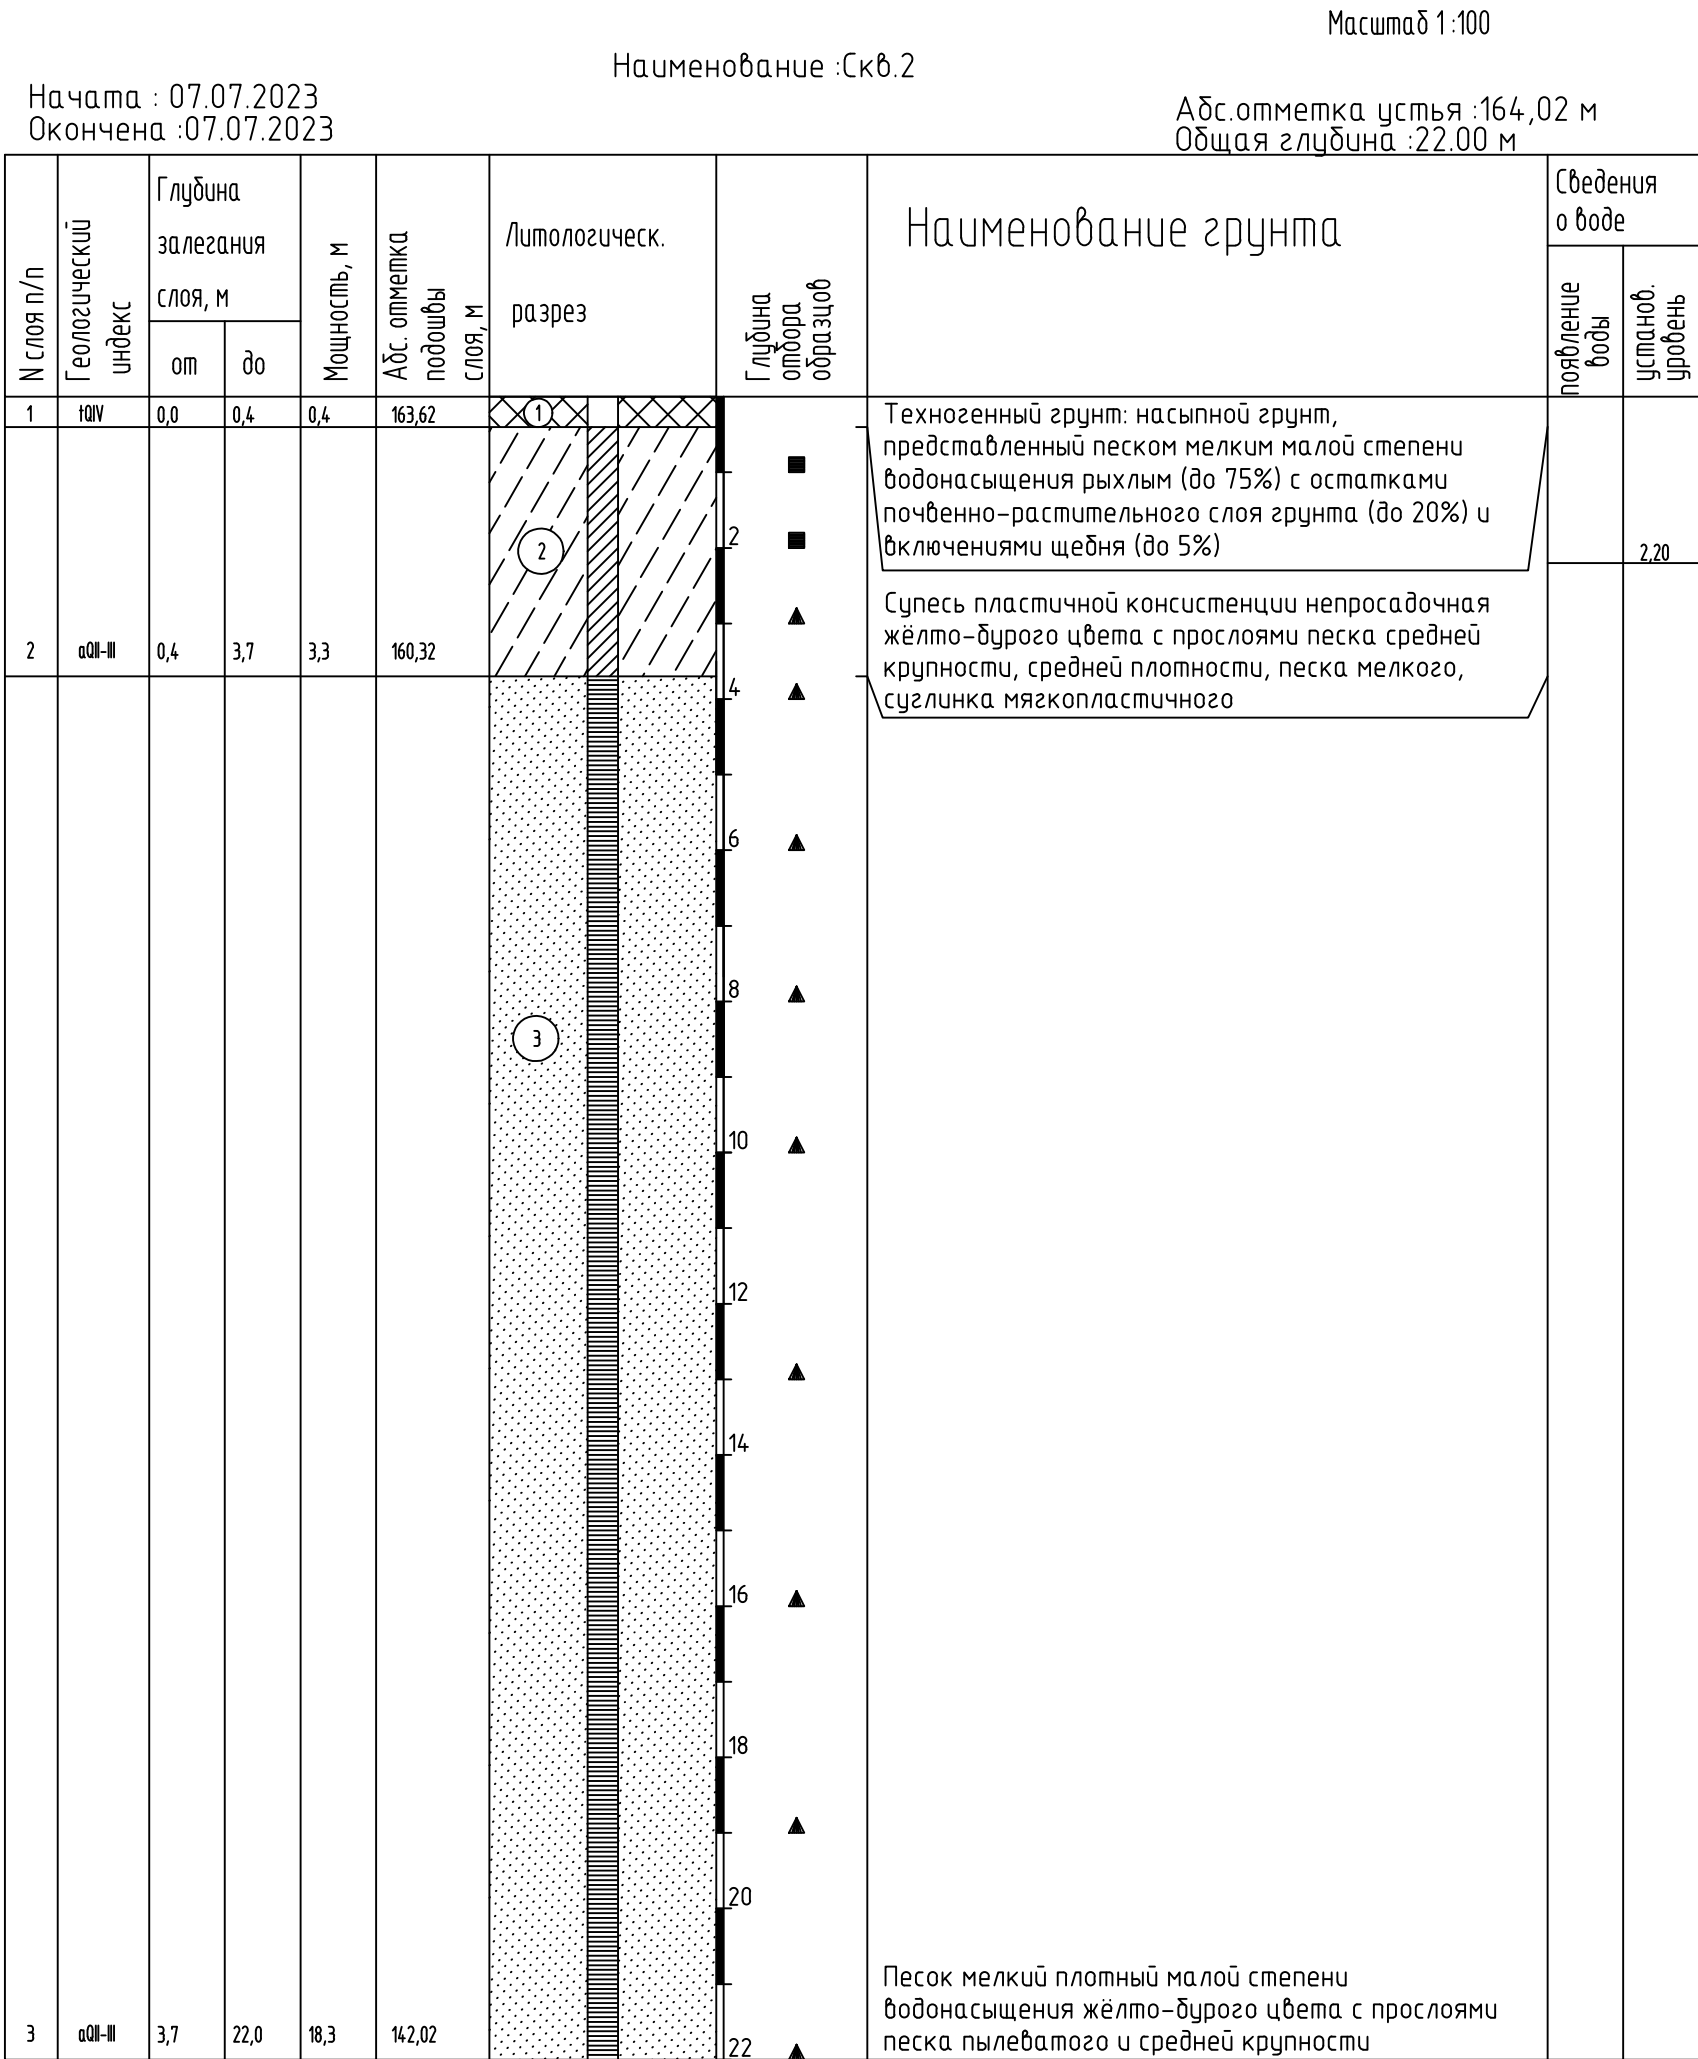 Масштаб 1:100
Наименование :Скв.2
Начата : 07.07.2023
Окончена :07.07.2023
Абс.отметка устья :164,02 м
Общая глубина :22.00 м
N слоя п/п
Геологический
индекс
Глубина
залегания
слоя, м
от
до
Мощность, м
Абс. отметка
подошвы
слоя, м
Литологическ.
разрез
Глубина
отбора
образцов
Наименование грунта
Сведения
о воде
появление
воды
установ.
уровень
1 tQIV 0,0 0,4 0,4 163,62
1
Техногенный грунт: насыпной грунт,
представленный песком мелким малой степени
водонасыщения рыхлым (до 75%) с остатками
почвенно-растительного слоя грунта (до 20%) и
включениями щебня (до 5%)
2
2
2,20
Супесь пластичной консистенции непросадочная
жёлто-бурого цвета с прослоями песка средней
крупности, средней плотности, песка мелкого,
суглинка мягкопластичного
2 aQII-III 0,4 3,7 3,3 160,32
4
6
8
3
10
12
14
16
18
20
Песок мелкий плотный малой степени
водонасыщения жёлто-бурого цвета с прослоями
песка пылеватого и средней крупности
3 aQII-III 3,7 22,0 18,3 142,02
22